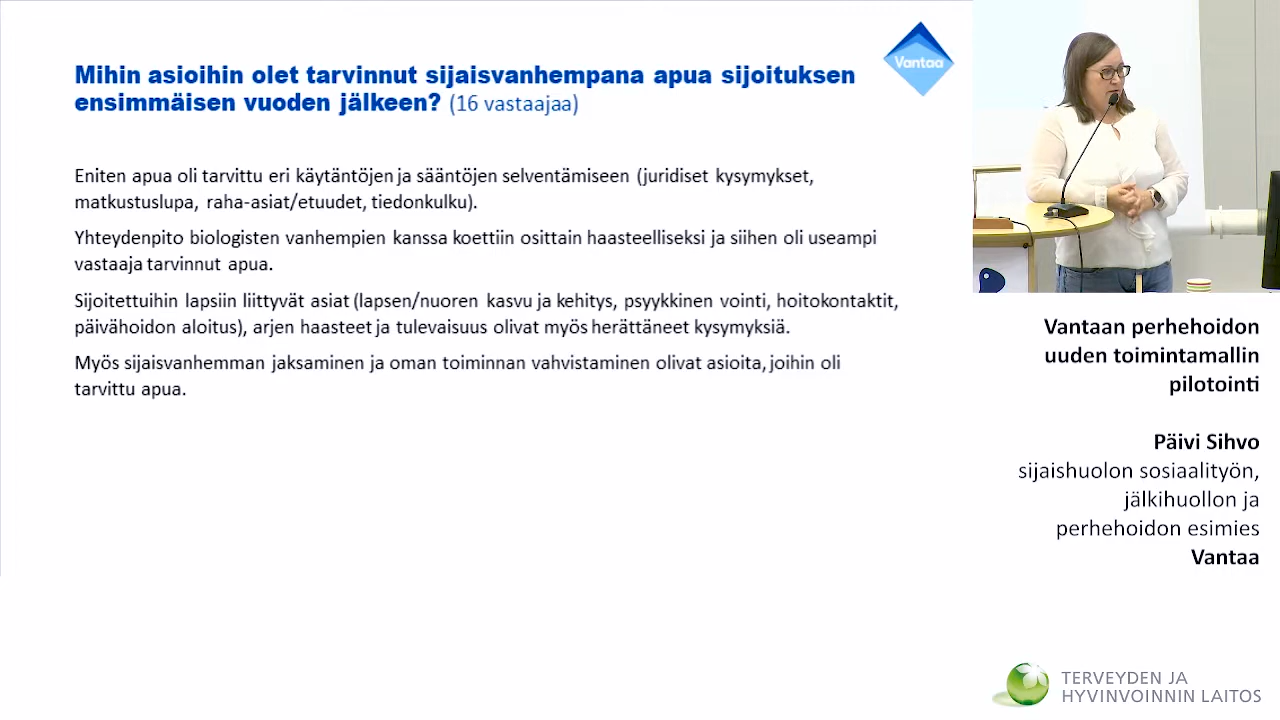 Mihin asioihin olet tarvinnut sijaisvanhempana apua sijoituksen
ensimmäisen vuoden jälkeen? (16 vastaajaa)
Vantaa
Eniten apua oli tarvittu eri käytäntöjen ja sääntöjen selventämiseen (juridiset kysymykset,
matkustuslupa, raha-asiat/etuudet, tiedonkulku).
Yhteydenpito biologisten vanhempien kanssa koettiin osittain haasteelliseksi ja siihen oli useampi
vastaaja tarvinnut apua.
Sijoitettuihin lapsiin liittyvät asiat (lapsen/nuoren kasvu ja kehitys, psyykkinen vointi, hoitokontaktit,
päivähoidon aloitus), arjen haasteet ja tulevaisuus olivat myös herättäneet kysymyksiä.
Myös sijaisvanhemman jaksaminen ja oman toiminnan vahvistaminen olivat asioita, joihin oli
tarvittu apua.
Vantaan perhehoidon
uuden toimintamallin
pilotointi
Päivi Sihvo
sijaishuolon sosiaalityön,
jälkihuollon ja
perhehoidon esimies
Vantaa
TERVEYDEN JA
HYVINVOINNIN LAITOS